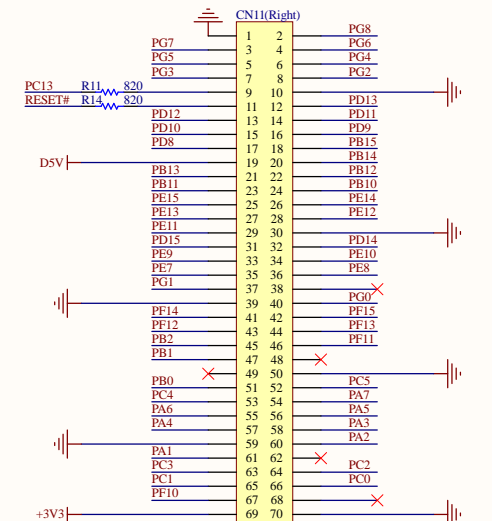 CN11(Right)
1 2 PG8
PG7 3 4 PG6
PG5 5 6 PG4
PG3 7 8 PG2
PC13 R11 820 9 10
RESET# R14 820 11 12 PD13
PD12 13 14 PD11
PD10 15 16 PD9
PD8 17 18 PB15
D5V 19 20 PB14
PB13 21 22 PB12
PB11 23 24 PB10
PE15 25 26 PE14
PE13 27 28 PE12
PE11 29 30
PD15 31 32 PD14
PE9 33 34 PE10
PE7 35 36 PE8
PG1 37 38
39 40 PG0
PF14 41 42 PF15
PF12 43 44 PF13
PB2 45 46 PF11
PB1 47 48
49 50
PB0 51 52 PC5
PC4 53 54 PA7
PA6 55 56 PA5
PA4 57 58 PA3
59 60 PA2
PA1 61 62
PC3 63 64 PC2
PC1 65 66 PC0
PF10 67 68
+3V3 69 70